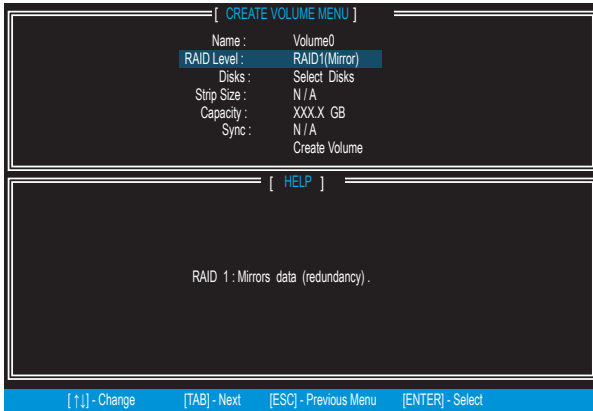 [ CREATE VOLUME MENU ]
Name : Volume0
RAID Level : RAID1(Mirror)
Disks : Select Disks
Strip Size : N / A
Capacity : XXX.X GB
Sync : N / A
Create Volume
[ HELP ]
RAID 1 : Mirrors data (redundancy) .
[ ↑↓] - Change [TAB] - Next [ESC] - Previous Menu [ENTER] - Select